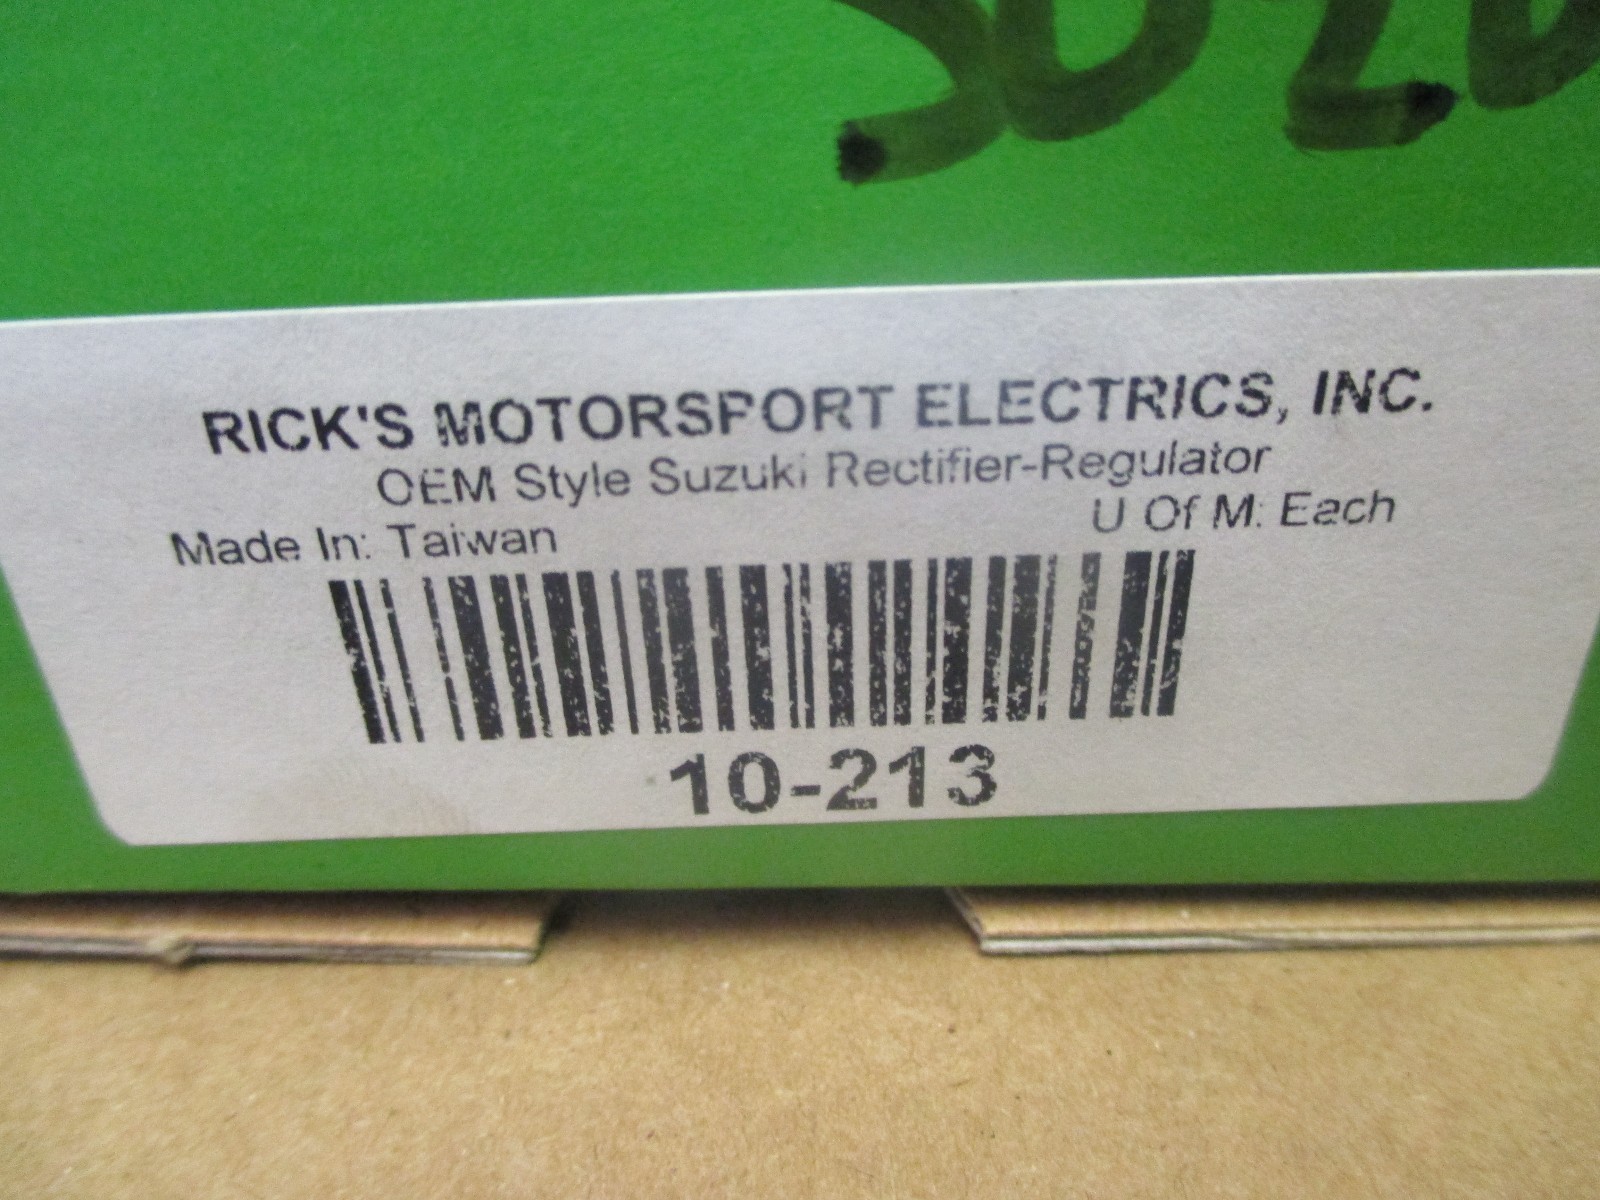 RICK'S MOTORSPORT ELECTRICS, INC.
OEM Style Suzuki Rectifier-Regulator
Made In: Taiwan
U Of M: Each
10-213